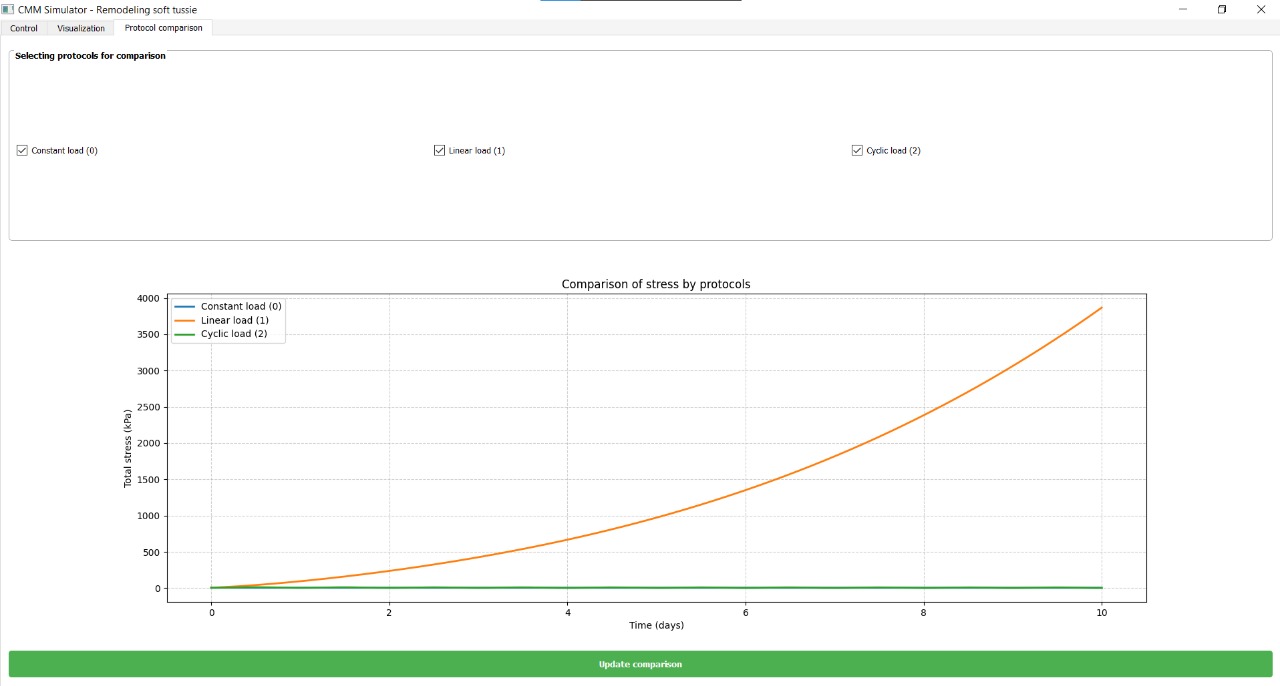 CMM Simulator - Remodeling soft tussie
Control Visualization Protocol comparison
Selecting protocols for comparison
Constant load (0) Linear load (1) Cyclic load (2)
Comparison of stress by protocols
Constant load (0)
Linear load (1)
Cyclic load (2)
Total stress (kPa)
4000
3500
3000
2500
2000
1500
1000
500
0
0 2 4 6 8 10
Time (days)
Update comparison